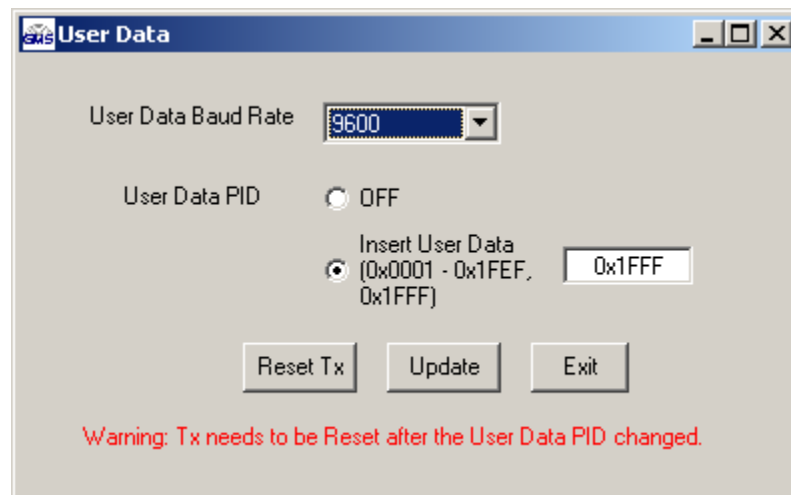 GMS User Data
User Data Baud Rate 9600
User Data PID OFF
Insert User Data
(0x0001 - 0x1FEF,
0x1FFF)
0x1FFF
Reset Tx Update Exit
Warning: Tx needs to be Reset after the User Data PID changed.